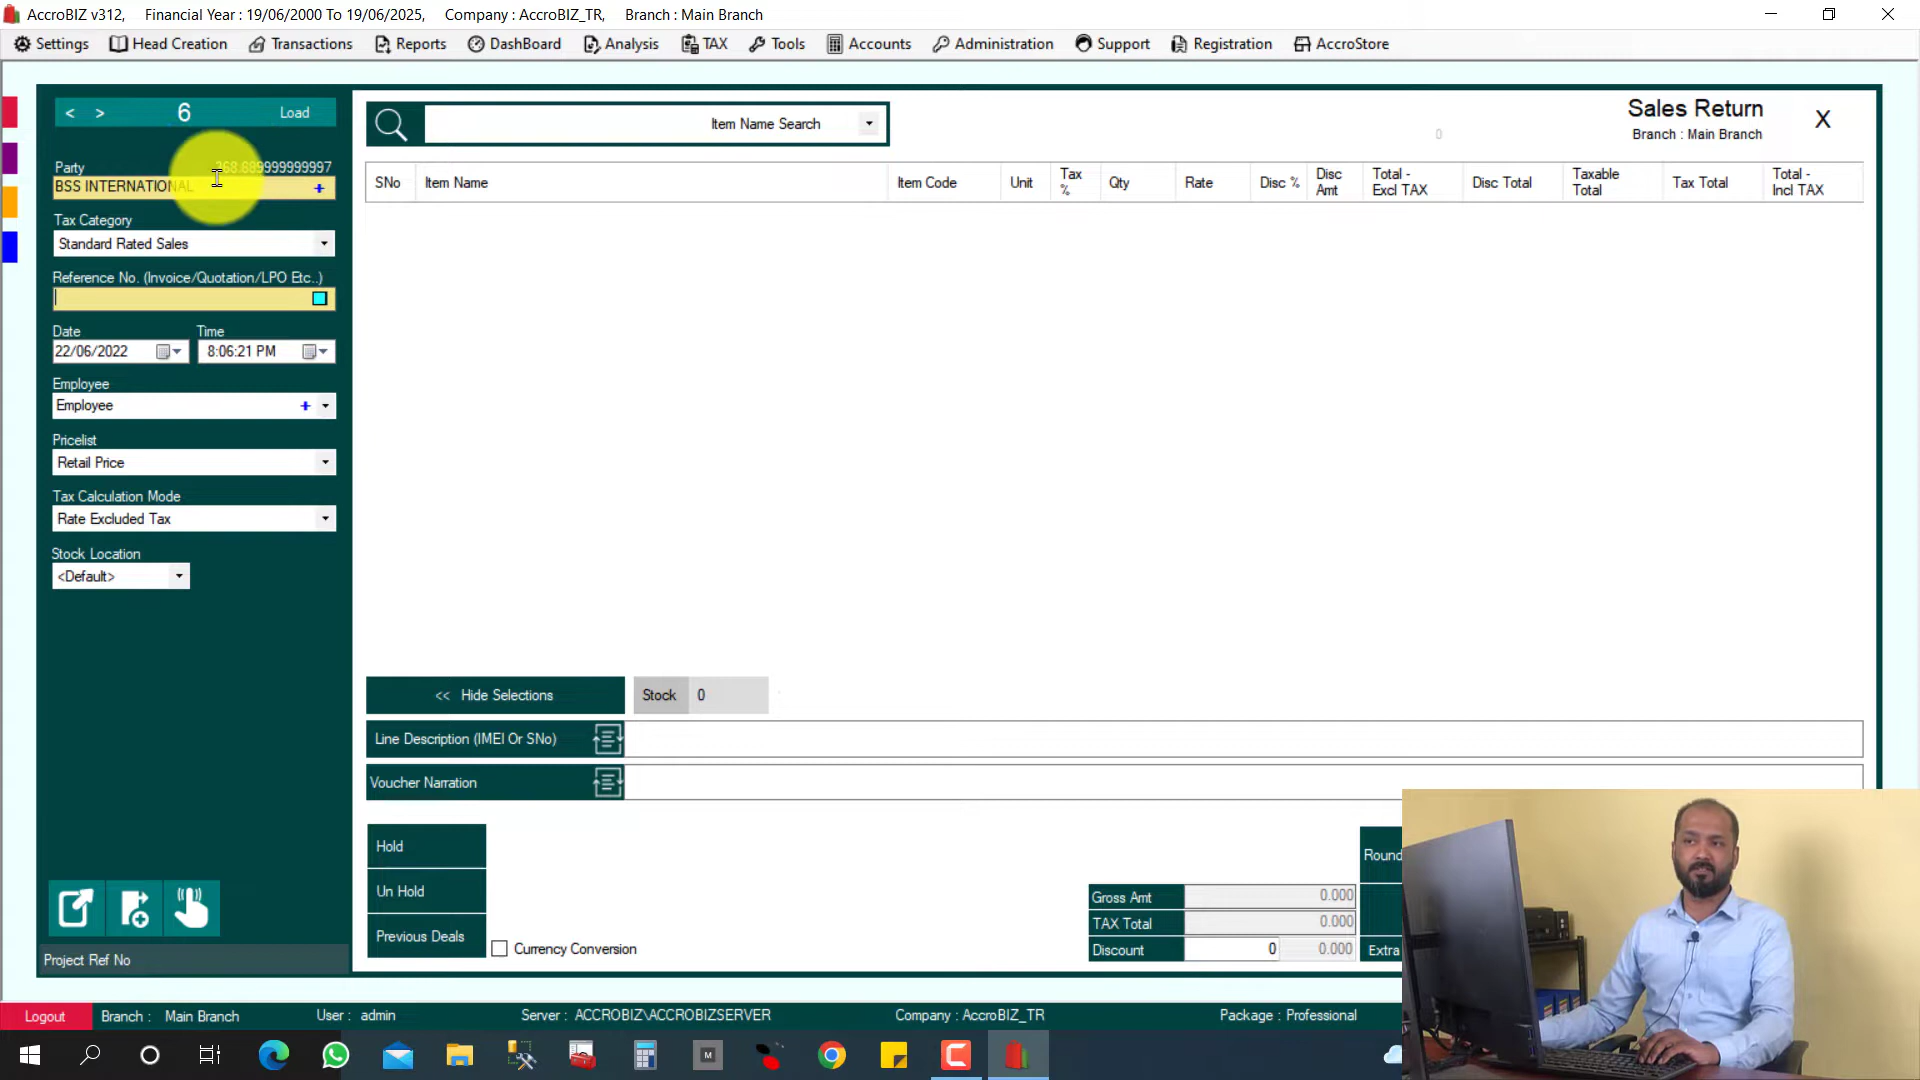 AccroBIZ v312, Financial Year : 19/06/2000 To 19/06/2025, Company : AccroBIZ_TR, Branch : Main Branch
Settings Head Creation Transactions Reports DashBoard Analysis TAX Tools Accounts Administration Support Registration AccroStore
< > 6 Load
Item Name Search
Sales Return
X
Branch : Main Branch
0
Party 368.689999999997
BSS INTERNATIONAL +
SNo Item Name Item Code Unit Tax % Qty Rate Disc % Disc Amt Total - Excl TAX Disc Total Taxable Total Tax Total Total - Incl TAX
Tax Category
Standard Rated Sales
Reference No. (Invoice/Quotation/LPO Etc..)
Date Time
22/06/2022 8:06:21 PM
Employee
Employee +
Pricelist
Retail Price
Tax Calculation Mode
Rate Excluded Tax
Stock Location
<Default>
<< Hide Selections Stock 0
Line Description (IMEI Or SNo)
Voucher Narration
Hold
Un Hold
Previous Deals
Currency Conversion
Gross Amt 0.000
TAX Total 0.000
Discount 0 0.000
Round
Extra
Project Ref No
Logout Branch : Main Branch User : admin Server : ACCROBIZ\ACCROBIZSERVER Company : AccroBIZ_TR Package : Professional
M